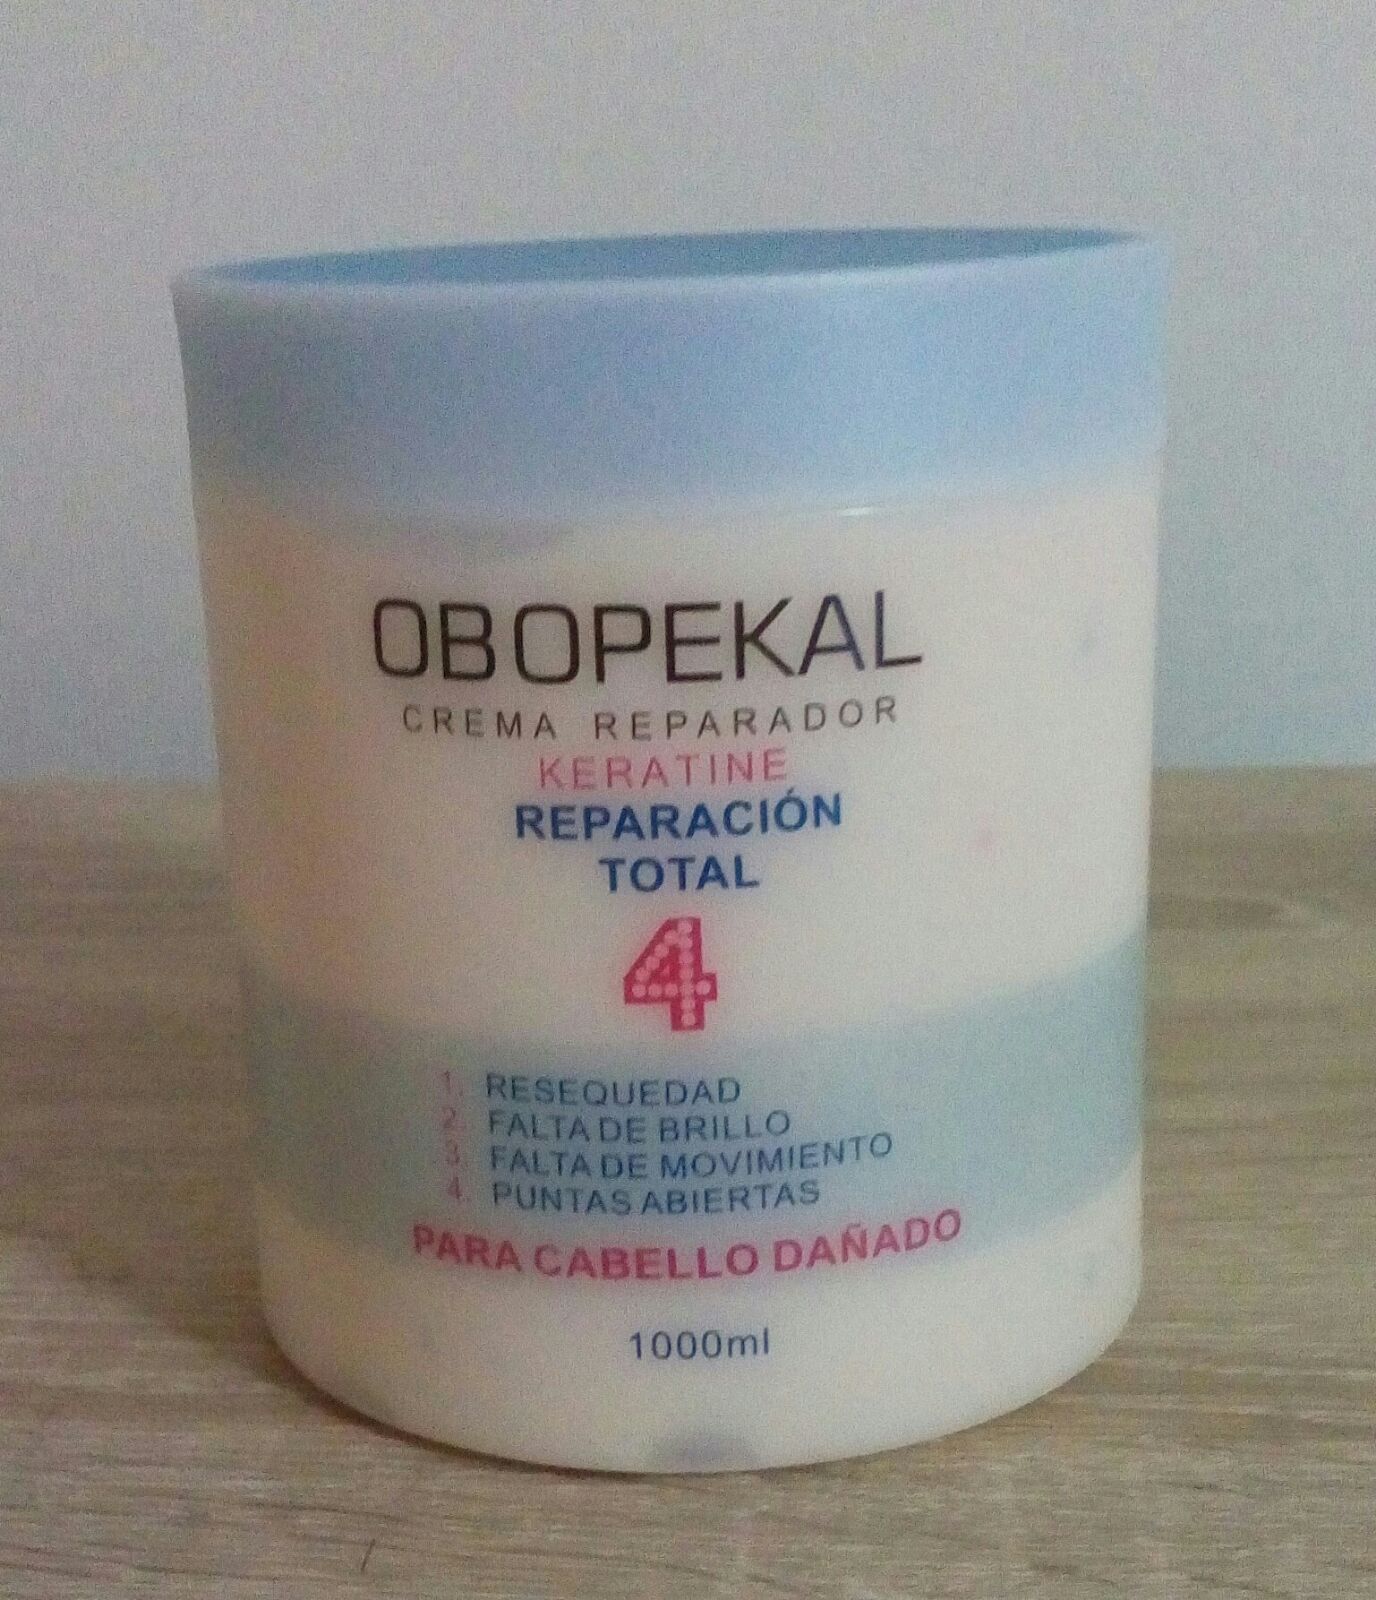 OBOPEKAL
CREMA REPARADOR
KERATINE
REPARACIÓN
TOTAL
4
1. RESEQUEDAD
2. FALTA DE BRILLO
3. FALTA DE MOVIMIENTO
4. PUNTAS ABIERTAS
PARA CABELLO DAÑADO
1000ml